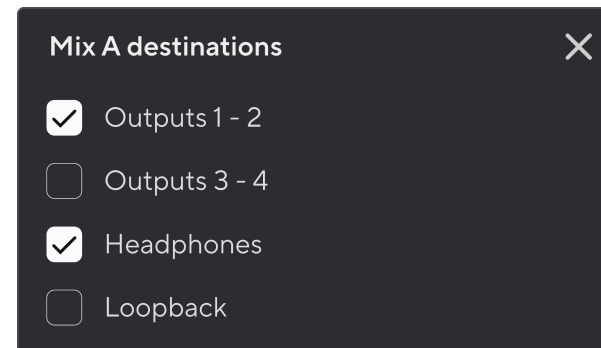 Mix A destinations
Outputs 1 - 2
Outputs 3 - 4
Headphones
Loopback